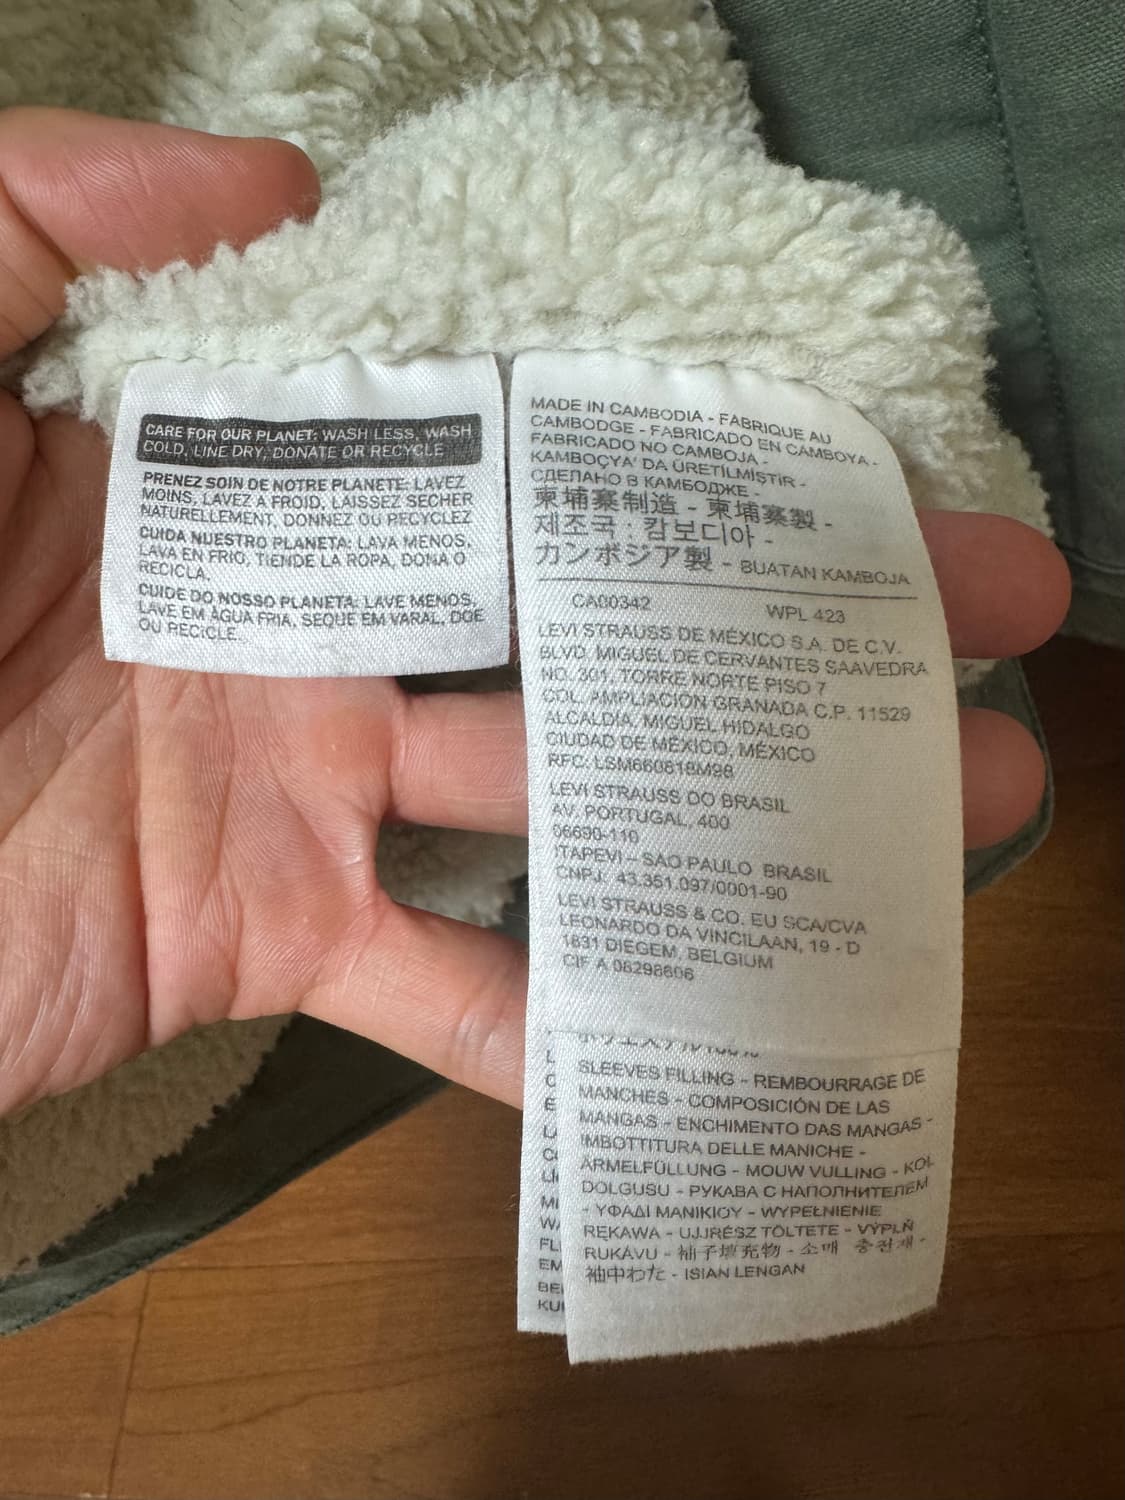 CARE FOR OUR PLANET: WASH LESS, WASH
COLD, LINE DRY, DONATE OR RECYCLE
PRENEZ SOIN DE NOTRE PLANETE: LAVEZ
MOINS, LAVEZ A FROID, LAISSEZ SECHER
NATURELLEMENT, DONNEZ OU RECYCLEZ
CUIDA NUESTRO PLANETA: LAVA MENOS,
LAVA EN FRIO, TIENDE LA ROPA, DONA O
RECICLA.
CUIDE DO NOSSO PLANETA: LAVE MENOS,
LAVE EM ÁGUA FRIA, SEQUE EM VARAL, DOE
OU RECICLE.
MADE IN CAMBODIA - FABRIQUE AU
CAMBODGE - FABRICADO EN CAMBOYA -
FABRICADO NO CAMBOJA -
KAMBOÇYA' DA ÜRETİLMİŞTİR -
СДЕЛАНО В КАМБОДЖЕ -
柬埔寨制造 - 柬埔寨製 -
제조국 : 캄보디아 -
カンボジア製 - BUATAN KAMBOJA
CA00342 WPL 423
LEVI STRAUSS DE MÉXICO S.A. DE C.V.
BLVD. MIGUEL DE CERVANTES SAAVEDRA
NO. 301, TORRE NORTE PISO 7
COL. AMPLIACION GRANADA C.P. 11529
ALCALDÍA, MIGUEL HIDALGO
CIUDAD DE MÉXICO, MÉXICO
RFC: LSM660818M98
LEVI STRAUSS DO BRASIL
AV. PORTUGAL, 400
06690-110
ITAPEVI – SAO PAULO BRASIL
CNPJ: 43.351.097/0001-90
LEVI STRAUSS & CO. EU SCA/CVA
LEONARDO DA VINCILAAN, 19 - D
1831 DIEGEM, BELGIUM
CIF A 08298606
SLEEVES FILLING - REMBOURRAGE DE
MANCHES - COMPOSICIÓN DE LAS
MANGAS - ENCHIMENTO DAS MANGAS -
IMBOTTITURA DELLE MANICHE -
ÄRMELFÜLLUNG - MOUW VULLING - KOL
DOLGUSU - РУКАВА С НАПОЛНИТЕЛЕМ
- ΥΦΑΔΙ ΜΑΝΙΚΙΟΥ - WYPEŁNIENIE
RĘKAWA - UJJRÉSZ TÖLTETE - VÝPLŇ
RUKÁVU - 袖子填充物 - 소매 충전재 -
袖中わた - ISIAN LENGAN